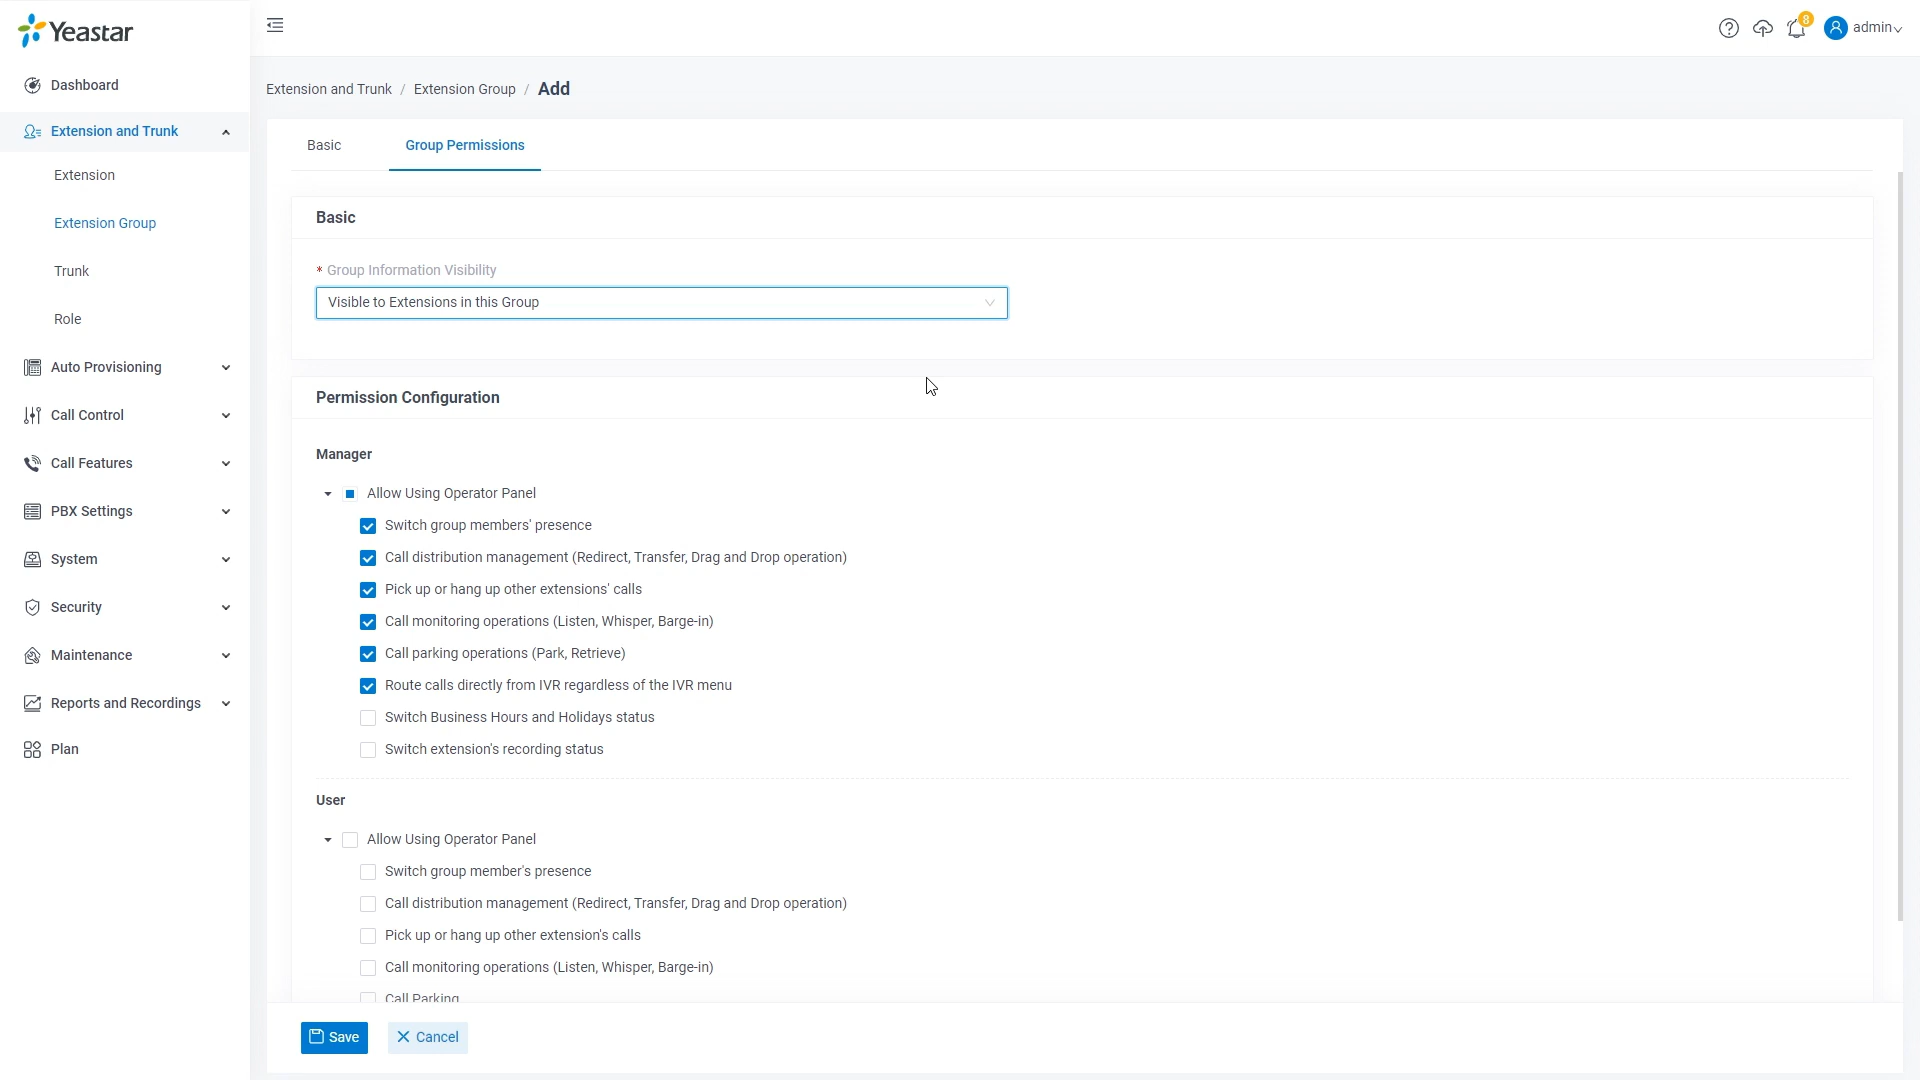 Yeastar
8
admin
Dashboard
Extension and Trunk
Extension
Extension Group
Trunk
Role
Auto Provisioning
Call Control
Call Features
PBX Settings
System
Security
Maintenance
Reports and Recordings
Plan
Extension and Trunk / Extension Group / Add
Basic
Group Permissions
Basic
* Group Information Visibility
Visible to Extensions in this Group
Permission Configuration
Manager
Allow Using Operator Panel
Switch group members' presence
Call distribution management (Redirect, Transfer, Drag and Drop operation)
Pick up or hang up other extensions' calls
Call monitoring operations (Listen, Whisper, Barge-in)
Call parking operations (Park, Retrieve)
Route calls directly from IVR regardless of the IVR menu
Switch Business Hours and Holidays status
Switch extension's recording status
User
Allow Using Operator Panel
Switch group member's presence
Call distribution management (Redirect, Transfer, Drag and Drop operation)
Pick up or hang up other extension's calls
Call monitoring operations (Listen, Whisper, Barge-in)
Call Parking
Save
Cancel